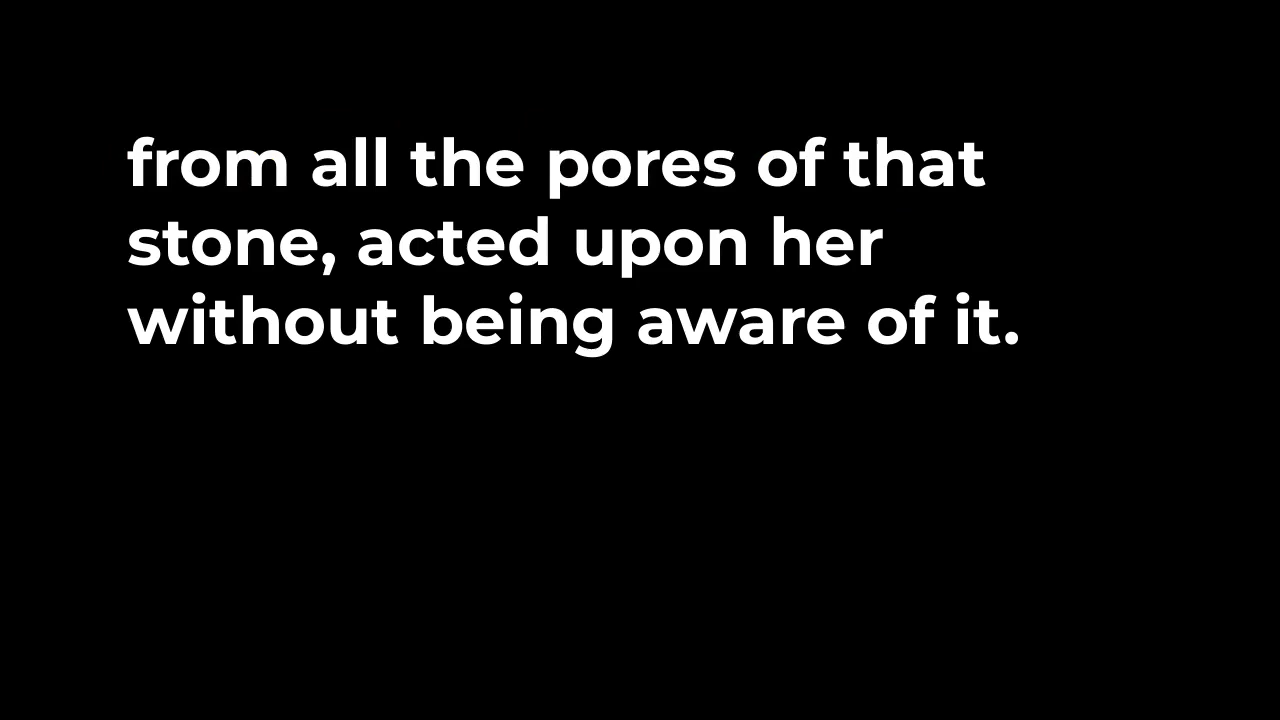 from all the pores of that
stone, acted upon her
without being aware of it.